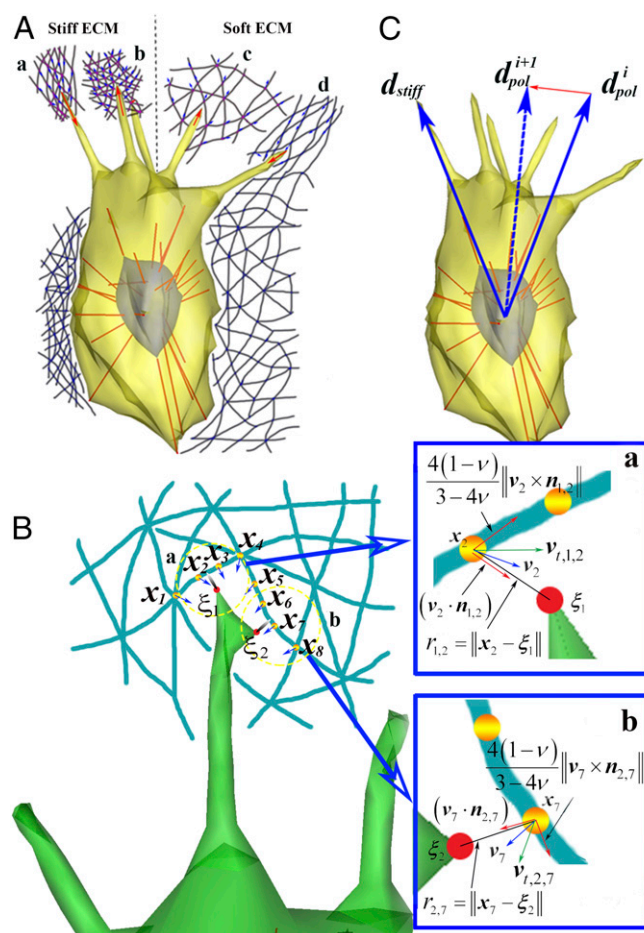 A
Stiff ECM
Soft ECM
a
b
c
d
C
d_stiff
d_pol^{i+1}
d_pol^i
B
a
x_1
x_2
x_3
x_4
x_5
x_6
x_7
x_8
ξ_1
ξ_2
b
a
\frac{4(1-ν)}{3-4ν}‖v_2 × n_{1,2}‖
x_2
v_{t,1,2}
v_2
(v_2 · n_{1,2})
ξ_1
r_{1,2} = ‖x_2 − ξ_1‖
b
\frac{4(1-ν)}{3-4ν}‖v_7 × n_{2,7}‖
(v_7 · n_{2,7})
x_7
ξ_2
v_7
v_{t,2,7}
r_{2,7} = ‖x_7 − ξ_2‖